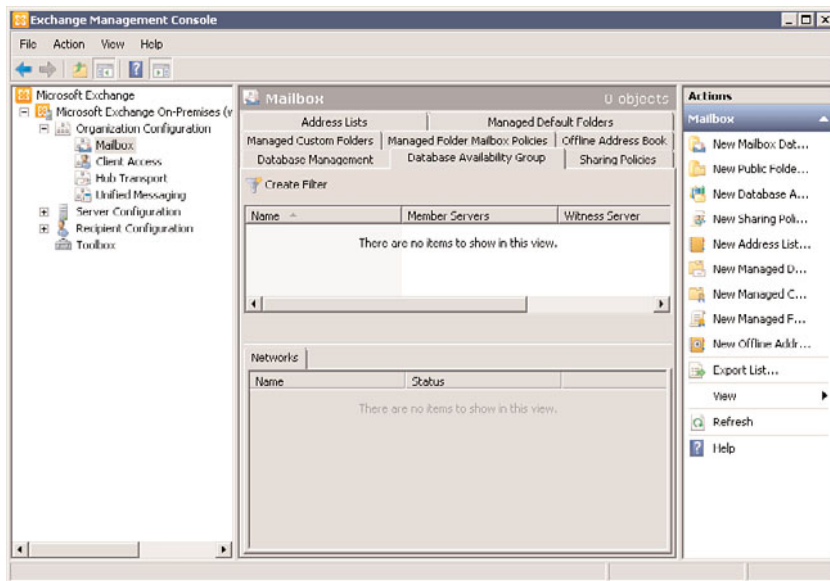 Exchange Management Console
File Action View Help
Microsoft Exchange
Microsoft Exchange On-Premises (v
Organization Configuration
Mailbox
Client Access
Hub Transport
Unified Messaging
Server Configuration
Recipient Configuration
Toolbox
Mailbox 0 objects
Address Lists Managed Default Folders
Managed Custom Folders Managed Folder Mailbox Policies Offline Address Book
Database Management Database Availability Group Sharing Policies
Create Filter
Name Member Servers Witness Server
There are no items to show in this view.
Networks
Name Status
There are no items to show in this view.
Actions
Mailbox
New Mailbox Dat...
New Public Folde...
New Database A...
New Sharing Poli...
New Address List...
New Managed D...
New Managed C...
New Managed F...
New Offline Addr...
Export List...
View
Refresh
Help